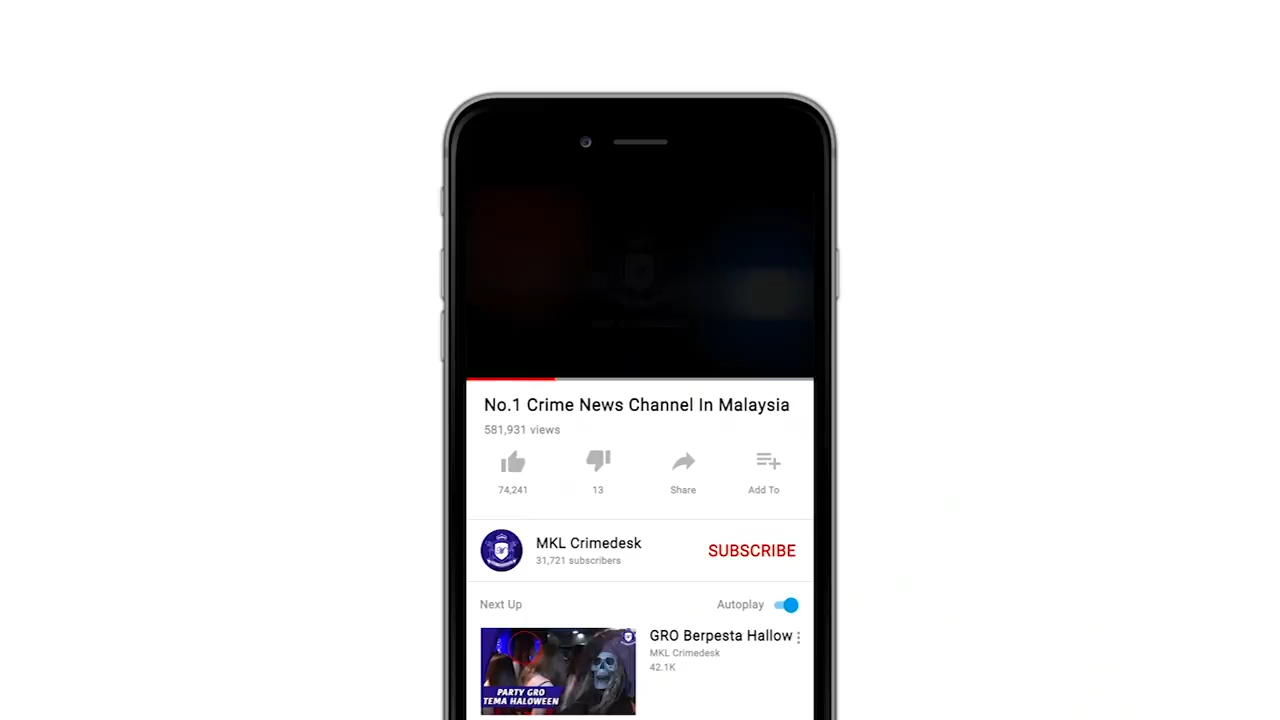 No.1 Crime News Channel In Malaysia
581,931 views
74,241
13
Share
Add To
MKL Crimedesk
31,721 subscribers
SUBSCRIBE
Next Up
Autoplay
GRO Berpesta Hallow
MKL Crimedesk
42.1K
PARTY GRO
TEMA HALOWEEN